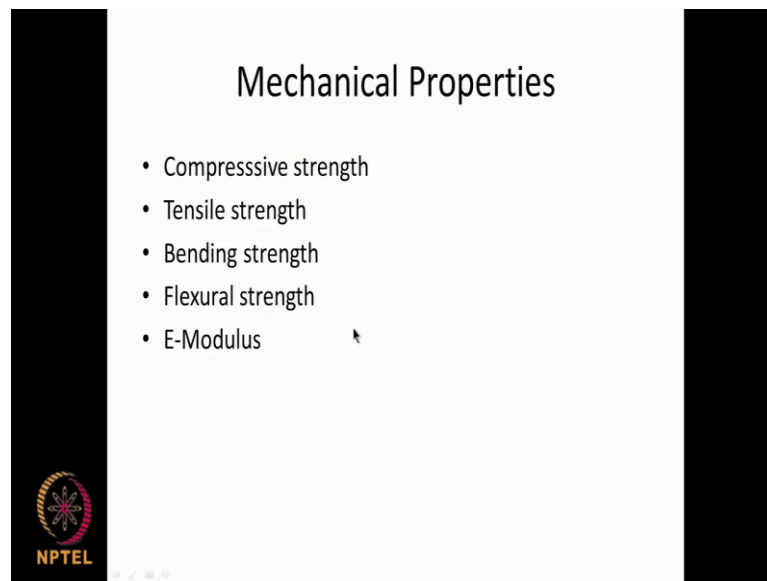 Mechanical Properties
• Compresssive strength
• Tensile strength
• Bending strength
• Flexural strength
• E-Modulus
NPTEL